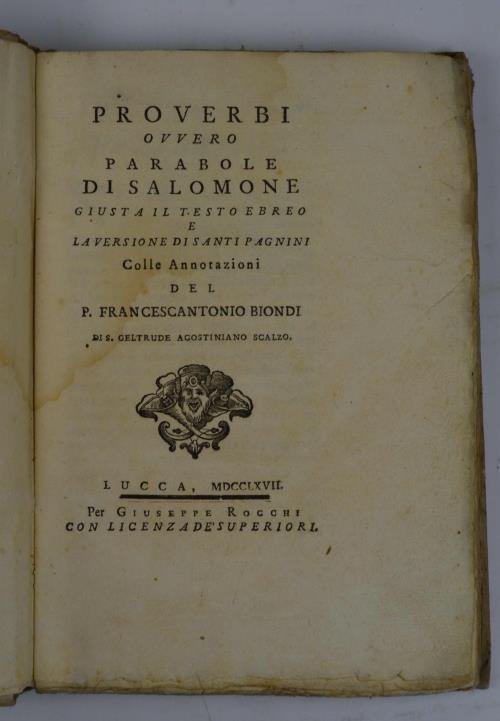 PROVERBI
OVVERO
PARABOLE
DI SALOMONE
GIUSTA IL TESTO EBREO
E
LA VERSIONE DI SANTI PAGNINI
Colle Annotazioni
DEL
P. FRANCESCANTONIO BIONDI
DI S. GELTRUDE AGOSTINIANO SCALZO.
LUCCA, MDCCLXVII.
Per GIUSEPPE ROCCHI
CON LICENZA DE' SUPERIORI.